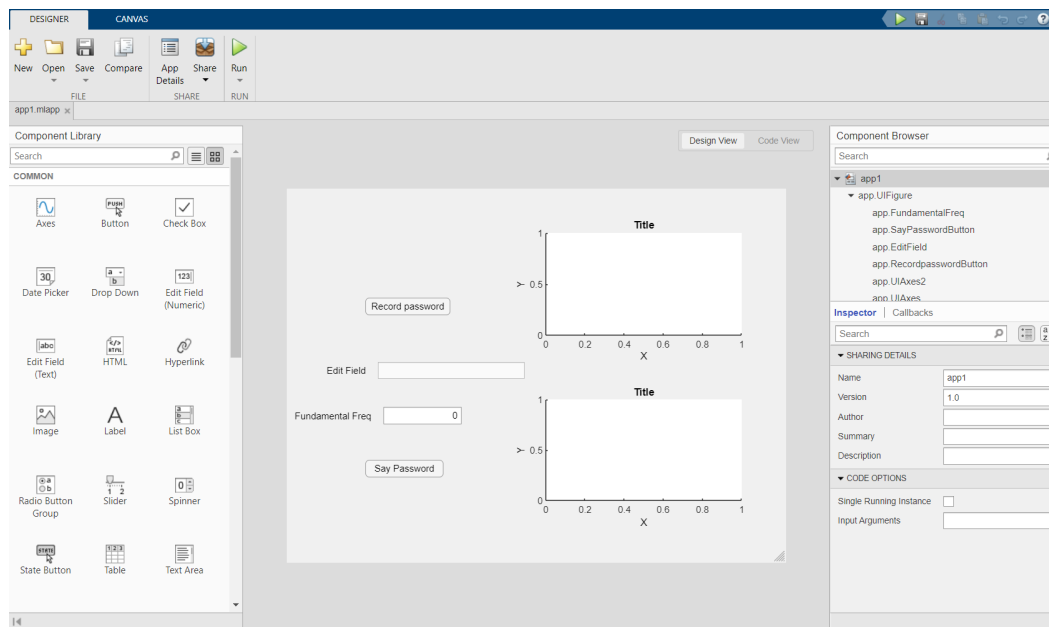 DESIGNER CANVAS
New Open Save Compare App Details Share Run
FILE SHARE RUN
app1.mlapp
Component Library
Search
COMMON
Axes
PUSH
Button
Check Box
30
Date Picker
a
b
Drop Down
123
Edit Field
(Numeric)
abc
Edit Field
(Text)
</>
HTML
HTML
Hyperlink
Image
A
Label
a
b
c
List Box
a
b
Radio Button
Group
1 2
Slider
0
Spinner
STATE
State Button
1 2 3
Table
Text Area
Design View Code View
Record password
Edit Field
Fundamental Freq 0
Say Password
Title
1
Y 0.5
0
0 0.2 0.4 0.6 0.8 1
X
Title
1
Y 0.5
0
0 0.2 0.4 0.6 0.8 1
X
Component Browser
Search
app1
app.UIFigure
app.FundamentalFreq
app.SayPasswordButton
app.EditField
app.RecordpasswordButton
app.UIAxes2
app.UIAxes
Inspector | Callbacks
Search
a
z
SHARING DETAILS
Name app1
Version 1.0
Author
Summary
Description
CODE OPTIONS
Single Running Instance
Input Arguments